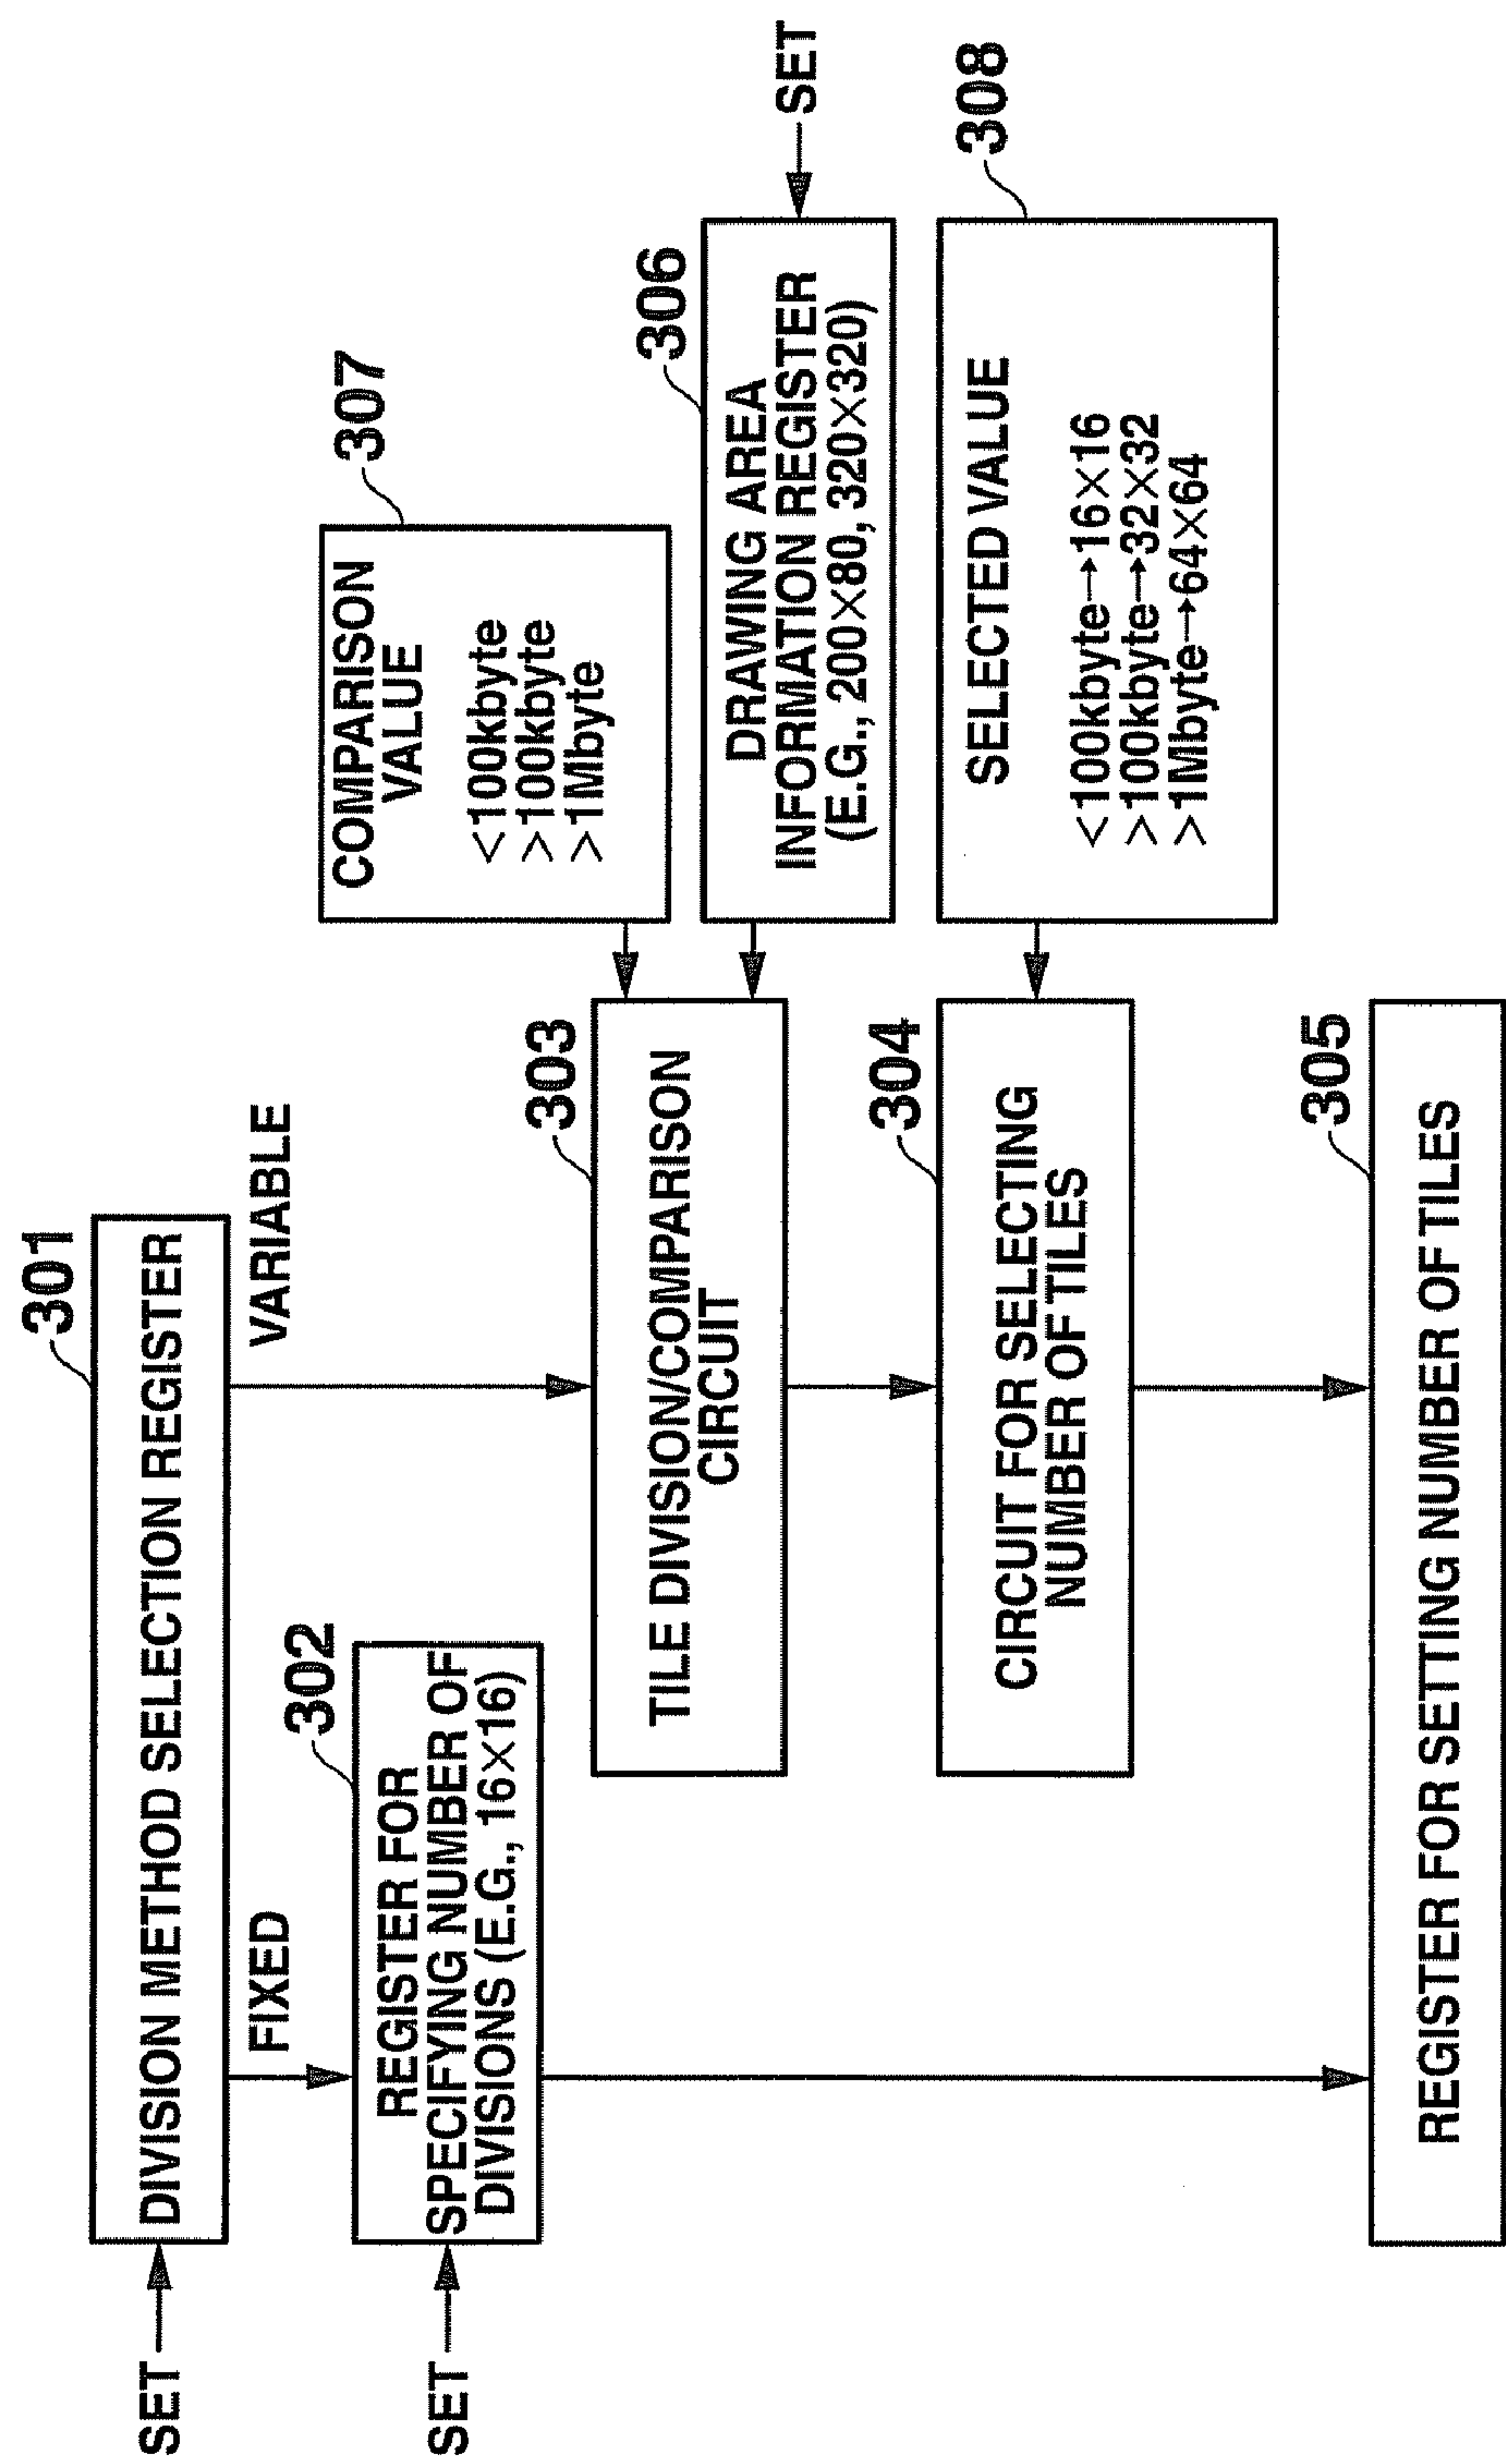 301
SET
DIVISION METHOD SELECTION REGISTER
FIXED
VARIABLE
302
SET
REGISTER FOR
SPECIFYING NUMBER OF
DIVISIONS (E.G., 16×16)
307
COMPARISON
VALUE
<100kbyte
>100kbyte
>1Mbyte
303
TILE DIVISION/COMPARISON
CIRCUIT
306
DRAWING AREA
INFORMATION REGISTER
(E.G., 200×80, 320×320)
SET
304
CIRCUIT FOR SELECTING
NUMBER OF TILES
308
SELECTED VALUE
<100kbyte→16×16
>100kbyte→32×32
>1Mbyte→64×64
305
REGISTER FOR SETTING NUMBER OF TILES